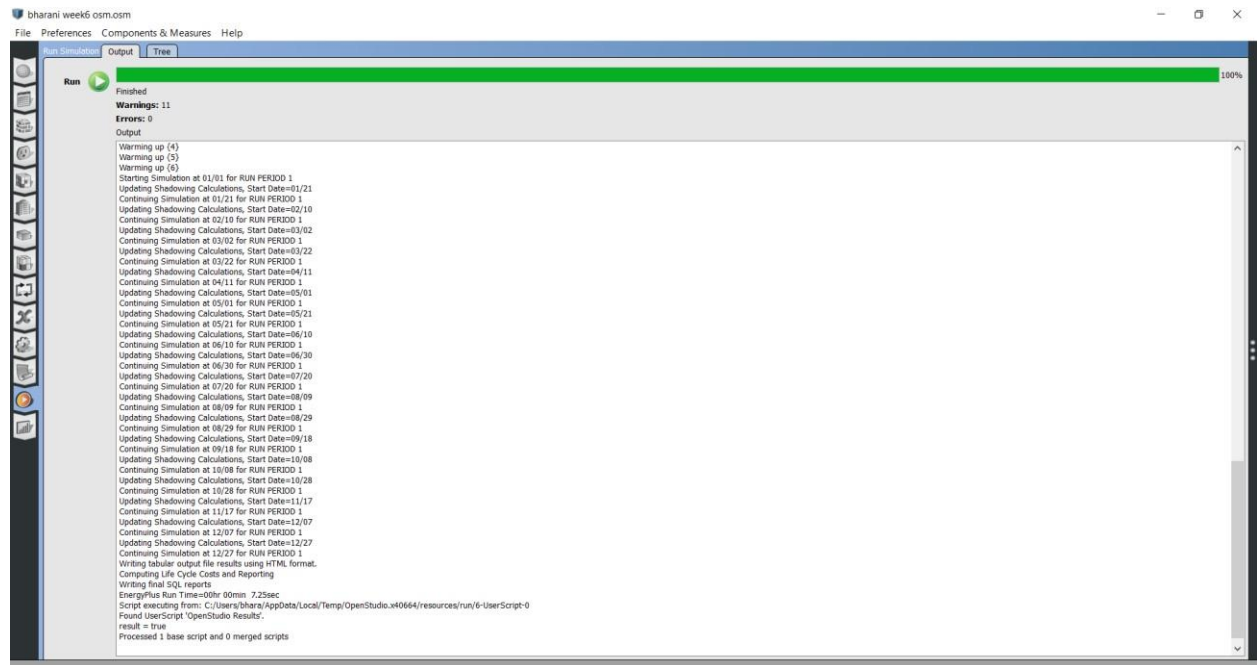 bharani week6 osm.osm
File Preferences Components & Measures Help
Run Simulation Output Tree
Run
100%
Finished
Warnings: 11
Errors: 0
Output
Warming up {4}
Warming up {5}
Warming up {6}
Starting Simulation at 01/01 for RUN PERIOD 1
Updating Shadowing Calculations, Start Date=01/21
Continuing Simulation at 01/21 for RUN PERIOD 1
Updating Shadowing Calculations, Start Date=02/10
Continuing Simulation at 02/10 for RUN PERIOD 1
Updating Shadowing Calculations, Start Date=03/02
Continuing Simulation at 03/02 for RUN PERIOD 1
Updating Shadowing Calculations, Start Date=03/22
Continuing Simulation at 03/22 for RUN PERIOD 1
Updating Shadowing Calculations, Start Date=04/11
Continuing Simulation at 04/11 for RUN PERIOD 1
Updating Shadowing Calculations, Start Date=05/01
Continuing Simulation at 05/01 for RUN PERIOD 1
Updating Shadowing Calculations, Start Date=05/21
Continuing Simulation at 05/21 for RUN PERIOD 1
Updating Shadowing Calculations, Start Date=06/10
Continuing Simulation at 06/10 for RUN PERIOD 1
Updating Shadowing Calculations, Start Date=06/30
Continuing Simulation at 06/30 for RUN PERIOD 1
Updating Shadowing Calculations, Start Date=07/20
Continuing Simulation at 07/20 for RUN PERIOD 1
Updating Shadowing Calculations, Start Date=08/09
Continuing Simulation at 08/09 for RUN PERIOD 1
Updating Shadowing Calculations, Start Date=08/29
Continuing Simulation at 08/29 for RUN PERIOD 1
Updating Shadowing Calculations, Start Date=09/18
Continuing Simulation at 09/18 for RUN PERIOD 1
Updating Shadowing Calculations, Start Date=10/08
Continuing Simulation at 10/08 for RUN PERIOD 1
Updating Shadowing Calculations, Start Date=10/28
Continuing Simulation at 10/28 for RUN PERIOD 1
Updating Shadowing Calculations, Start Date=11/17
Continuing Simulation at 11/17 for RUN PERIOD 1
Updating Shadowing Calculations, Start Date=12/07
Continuing Simulation at 12/07 for RUN PERIOD 1
Updating Shadowing Calculations, Start Date=12/27
Continuing Simulation at 12/27 for RUN PERIOD 1
Writing tabular output file results using HTML format.
Computing Life Cycle Costs and Reporting
Writing final SQL reports
EnergyPlus Run Time=00hr 00min 7.25sec
Script executing from: C:/Users/bhara/AppData/Local/Temp/OpenStudio.x40664/resources/run/6-UserScript-0
Found UserScript 'OpenStudio Results'.
result = true
Processed 1 base script and 0 merged scripts